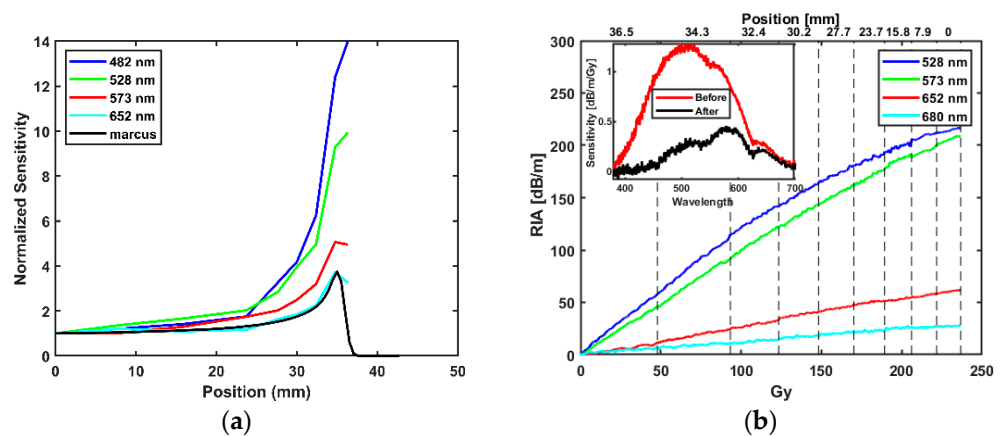 14
12
10
8
6
4
2
0
Normalized Sensitivity
482 nm
528 nm
573 nm
652 nm
marcus
0 10 20 30 40 50
Position (mm)
(a)
Position [mm]
36.5 34.3 32.4 30.2 27.7 23.7 15.8 7.9 0
300
250
200
150
100
50
0
RIA [dB/m]
Sensitivity [dB/m/Gy]
1
0.5
0
Before
After
400 500 600 700
Wavelength
528 nm
573 nm
652 nm
680 nm
0 50 100 150 200 250
Gy
(b)